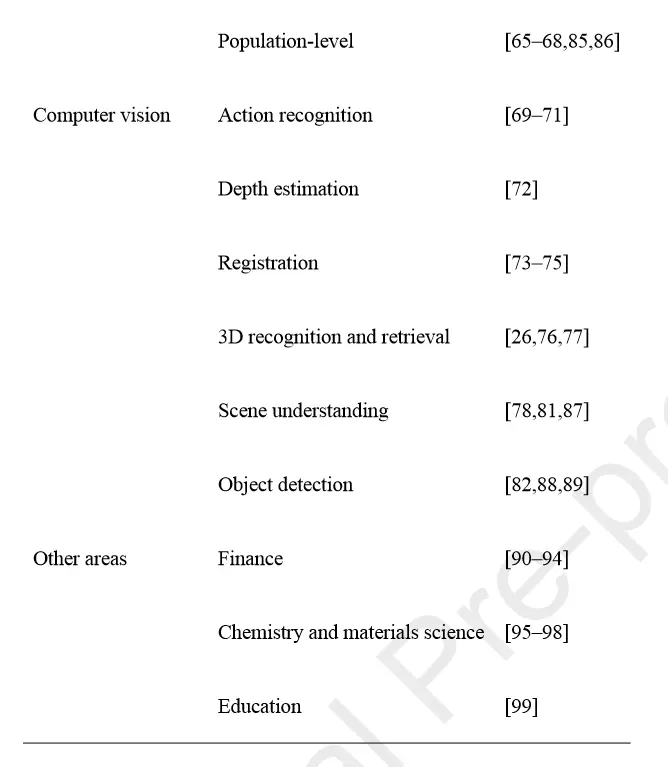 Population-level [65–68,85,86]
Computer vision Action recognition [69–71]
Depth estimation [72]
Registration [73–75]
3D recognition and retrieval [26,76,77]
Scene understanding [78,81,87]
Object detection [82,88,89]
Other areas Finance [90–94]
Chemistry and materials science [95–98]
Education [99]
al Pre-pr